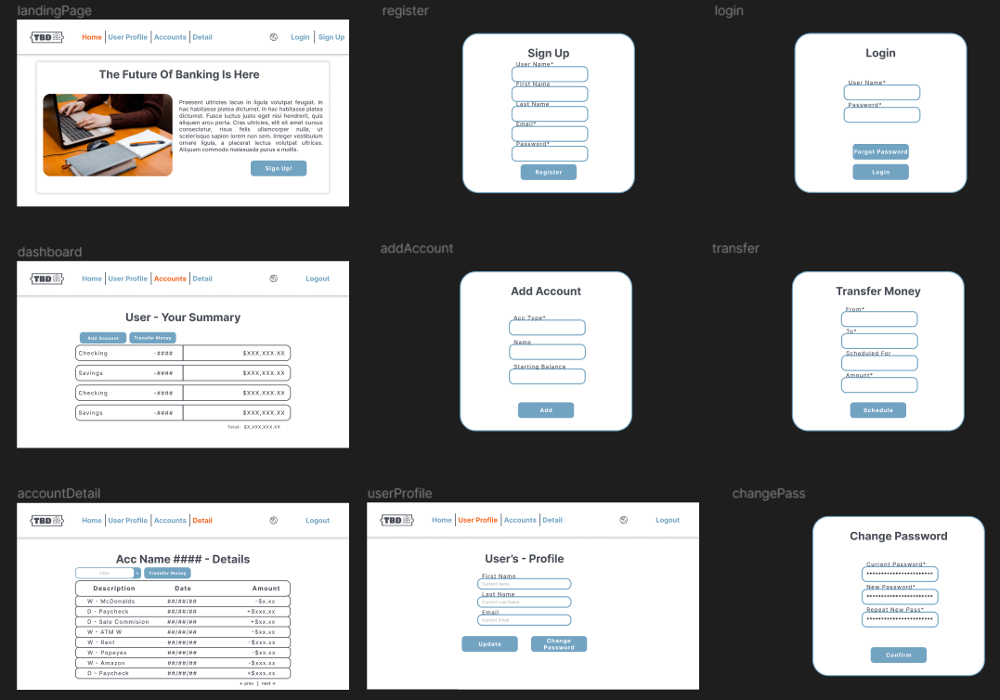 landingPage
TBD
Home
User Profile
Accounts
Detail
Login
Sign Up
The Future Of Banking Is Here
Praesent ultricies lacus in ligula volutpat feugiat. In
hac habitasse platea dictumst. In hac habitasse platea
dictumst. Fusce luctus justo eget nisi hendrerit, quis
aliquam arcu porta. Cras ultricies, elit sit amet cursus
consectetur, risus felis ullamcorper nulla, ut
scelerisque sapien lorem non sem. Integer vestibulum
ornare ligula, a placerat lectus volutpat ultrices.
Aliquam commodo malesuada purus a mollis.
Sign Up!
register
Sign Up
User Name*
First Name
Last Name
Email*
Password*
Register
login
Login
User Name*
Password*
Forgot Password
Login
dashboard
TBD
Home
User Profile
Accounts
Detail
Logout
User - Your Summary
Add Account
Transfer Money
Checking -#### $XXX,XXX.XX
Savings -#### $XXX,XXX.XX
Checking -#### $XXX,XXX.XX
Savings -#### $XXX,XXX.XX
Total: $X,XXX,XXX.XX
addAccount
Add Account
Acc Type*
Name
Starting Balance
Add
transfer
Transfer Money
From*
To*
Scheduled For
Amount*
Schedule
accountDetail
TBD
Home
User Profile
Accounts
Detail
Logout
Acc Name #### - Details
Filter
Transfer Money
Description Date Amount
W - McDonalds ##/##/## -$x.xx
D - Paycheck ##/##/## +$xxx.xx
D - Sale Commision ##/##/## +$xx.xx
W - ATM W ##/##/## -$xx.xx
W - Rent ##/##/## -$xxx.xx
W - Popeyes ##/##/## -$xx.xx
W - Amazon ##/##/## -$xx.xx
D - Paycheck ##/##/## +$xxx.xx
← prev | next →
userProfile
TBD
Home
User Profile
Accounts
Detail
Logout
User's - Profile
First Name
Current Name
Last Name
Current Last Name
Email
Current Email
Update
Change
Password
changePass
Change Password
Current Password*
New Password*
Repeat New Pass*
Confirm